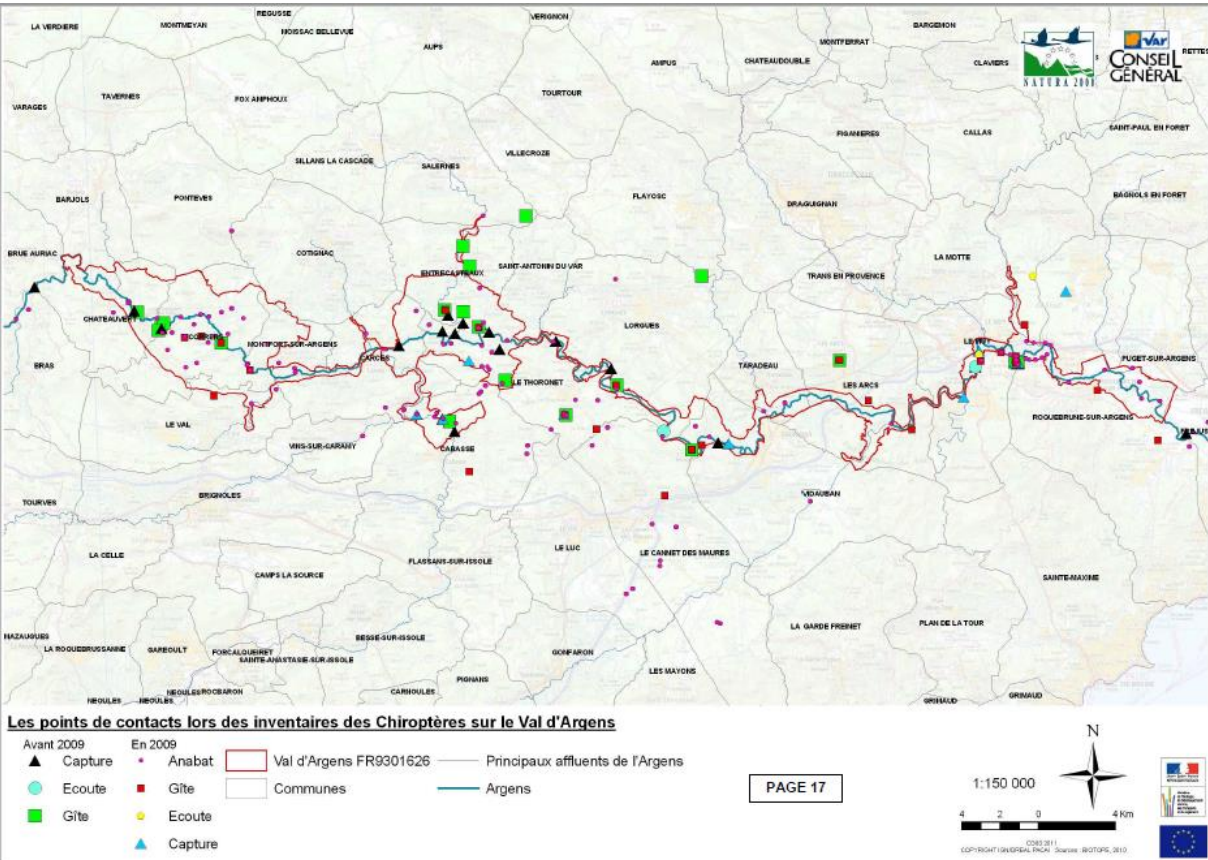 LA VERDIERE
MONTMEYAN
REGUSSE
MOISSAC BELLEVUE
AUPS
VERIGNON
AMPUS
CHATEAUDOUBLE
MONTFERRAT
BARGEMON
CLAVIERS
NATURA 2000
VAR
CONSEIL
GÉNÉRAL
VARAGES
TAVERNES
FOX AMPHOUX
TOURTOUR
FIGANIERES
CALLAS
SAINT-PAUL EN FORET
SILLANS LA CASCADE
SALERNES
VILLECROZE
BARJOLS
PONTEVES
FLAYOSC
DRAGUIGNAN
BAGNOLS EN FORET
BRUE AURIAC
COTIGNAC
ENTRECASTEAUX
SAINT-ANTONIN DU VAR
TRANS EN PROVENCE
LA MOTTE
CHATEAUVERT
CORRENS
MONTFORT-SUR-ARGENS
CARCES
LORGUES
TARADEAU
LE MUY
PUGET-SUR-ARGENS
BRAS
LE THORONET
LES ARCS
ROQUEBRUNE-SUR-ARGENS
LE VAL
VINS-SUR-CARAMY
CABASSE
TOURVES
BRIGNOLES
VIDAUBAN
LA CELLE
CAMPS LA SOURCE
FLASSANS-SUR-ISSOLE
LE LUC
LE CANNET DES MAURES
SAINTE-MAXIME
MAZAUGUES
LA ROQUEBRUSSANNE
GAREOULT
FORCALQUEIRET
SAINTE-ANASTASIE-SUR-ISSOLE
BESSE-SUR-ISSOLE
GONFARON
LA GARDE FREINET
PLAN DE LA TOUR
LES MAYONS
NEOULES
NEOULES
NEOULES
ROCBARON
CARNOULES
PIGNANS
GRIMAUD
GRIMAUD
Les points de contacts lors des inventaires des Chiroptères sur le Val d'Argens
Avant 2009
En 2009
Capture
Anabat
Val d'Argens FR9301626
Principaux affluents de l'Argens
Ecoute
Gîte
Communes
Argens
Gîte
Ecoute
Capture
PAGE 17
N
1:150 000
4 2 0 4 Km